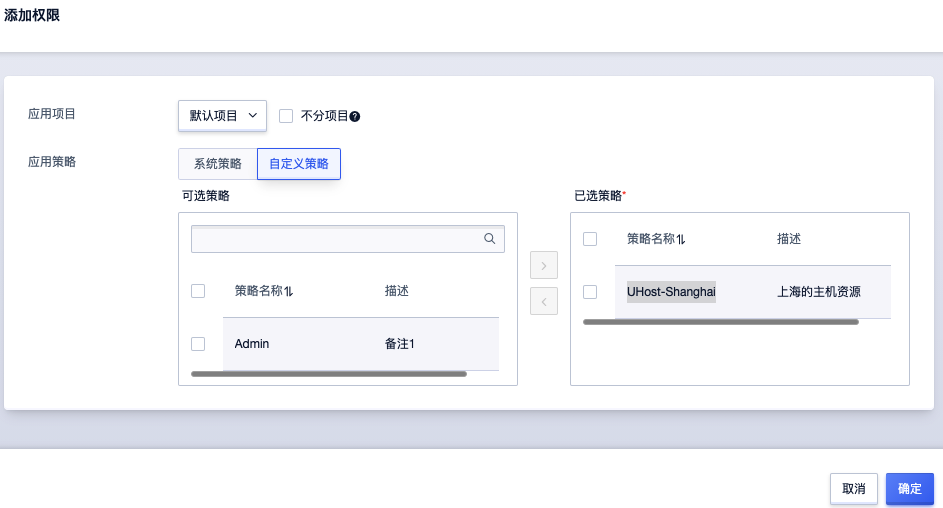 添加权限
应用项目
默认项目
不分项目
应用策略
系统策略
自定义策略
可选策略
策略名称
描述
Admin
备注1
已选策略*
策略名称
描述
UHost-Shanghai
上海的主机资源
取消
确定